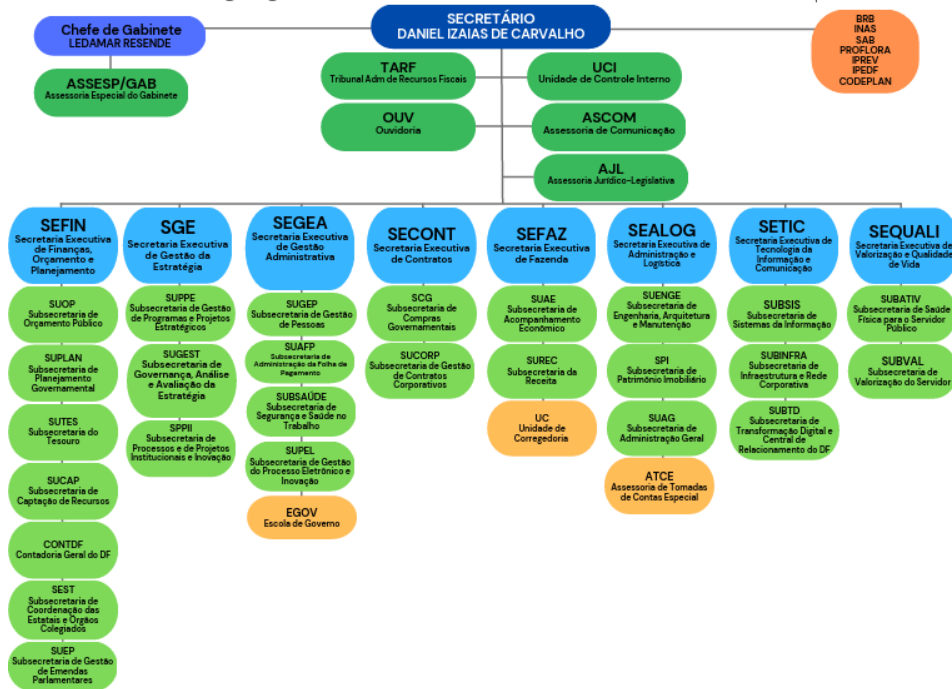 SECRETÁRIO
DANIEL IZAIAS DE CARVALHO
Chefe de Gabinete
LEDAMAR RESENDE
ASSESP/GAB
Assessoria Especial do Gabinete
BRB
INAS
SAB
PROFLORA
IPREV
IPEDF
CODEPLAN
TARF
Tribunal Adm de Recursos Fiscais
UCI
Unidade de Controle Interno
OUV
Ouvidoria
ASCOM
Assessoria de Comunicação
AJL
Assessoria Jurídico-Legislativa
SEFIN
Secretaria Executiva
de Finanças,
Orçamento e
Planejamento
SUOP
Subsecretaria de
Orçamento Público
SUPLAN
Subsecretaria de
Planejamento
Governamental
SUTES
Subsecretaria do
Tesouro
SUCAP
Subsecretaria de
Captação de Recursos
CONTDF
Contadoria Geral do DF
SEST
Subsecretaria de
Coordenação das
Estatais e Órgãos
Colegiados
SUEP
Subsecretaria de Gestão
de Emendas
Parlamentares
SGE
Secretaria Executiva
de Gestão da
Estratégia
SUPPE
Subsecretaria de Gestão
de Programas e Projetos
Estratégicos
SUGEST
Subsecretaria de
Governança, Análise
e Avaliação da
Estratégia
SPPII
Subsecretaria de
Processos e de Projetos
Institucionais e Inovação
SEGEA
Secretaria Executiva
de Gestão
Administrativa
SUGEP
Subsecretaria de Gestão
de Pessoas
SUAFP
Subsecretaria de
Administração da Folha de
Pagamento
SUBSAÚDE
Subsecretaria de
Segurança e Saúde no
Trabalho
SUPEL
Subsecretaria de Gestão
do Processo Eletrônico e
Inovação
EGOV
Escola de Governo
SECONT
Secretaria Executiva
de Contratos
SCG
Subsecretaria de
Compras
Governamentais
SUCORP
Subsecretaria de Gestão
de Contratos
Corporativos
SEFAZ
Secretaria Executiva
de Fazenda
SUAE
Subsecretaria de
Acompanhamento
Econômico
SUREC
Subsecretaria da
Receita
UC
Unidade de
Corregedoria
SEALOG
Secretaria Executiva de
Administração e
Logística
SUENGE
Subsecretaria de
Engenharia, Arquitetura
e Manutenção
SPI
Subsecretaria de
Patrimônio Imobiliário
SUAG
Subsecretaria de
Administração Geral
ATCE
Assessoria de Tomadas
de Contas Especial
SETIC
Secretaria Executiva de
Tecnologia da
Informação e
Comunicação
SUBSIS
Subsecretaria de
Sistemas da Informação
SUBINFRA
Subsecretaria de
Infraestrutura e Rede
Corporativa
SUBTD
Subsecretaria de
Transformação Digital e
Central de
Relacionamento do DF
SEQUALI
Secretaria Executiva de
Valorização e Qualidade
de Vida
SUBATIV
Subsecretaria de Saúde
Física para o Servidor
Público
SUBVAL
Subsecretaria de
Valorização do Servidor